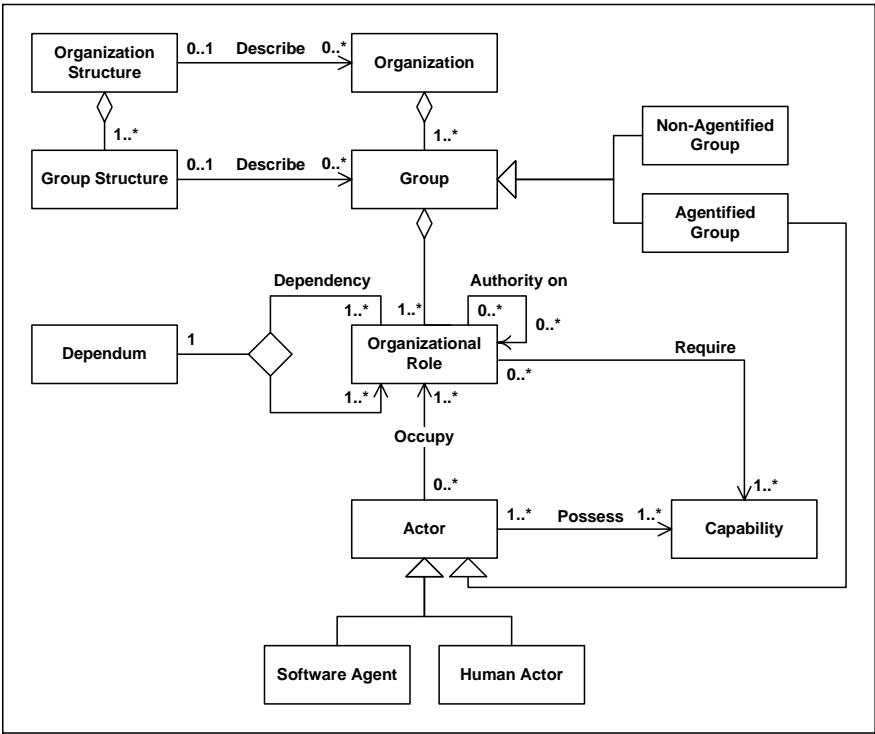 Organization
Structure
0..1 Describe 0..*
Organization
1..*
1..*
Non-Agentified
Group
Group Structure
0..1 Describe 0..*
Group
Agentified
Group
Dependency
Authority on
1..*
1..*
0..*
0..*
Dependum
1
Organizational
Role
Require
0..*
1..*
1..*
Occupy
0..*
1..*
Actor
1..* Possess 1..*
Capability
Software Agent
Human Actor